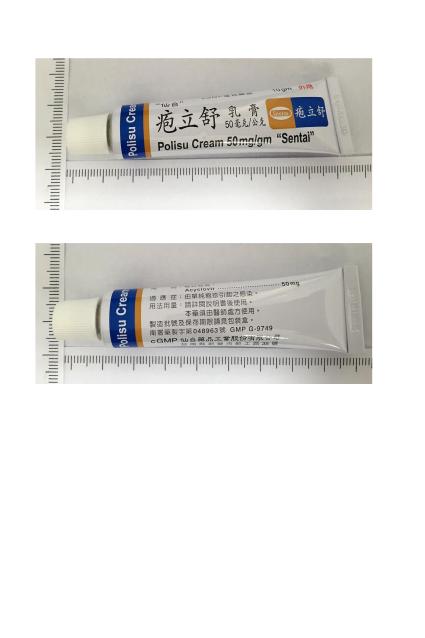 Polisu Crea
"仙台"
10gm 外用
疱立舒 乳膏
50毫克/公克
疱立舒
Polisu Cream 50mg/gm "Sentai"
Polisu Crea
Acyclovir 50mg
適應症:由單純疱疹引起之感染。
用法用量:請詳閱說明書後使用。
本藥須由醫師處方使用。
製造批號及保存期限請見包裝盒。
衛署藥製字第048963號 GMP G-9749
cGMP 仙台藥品工業股份有限公司